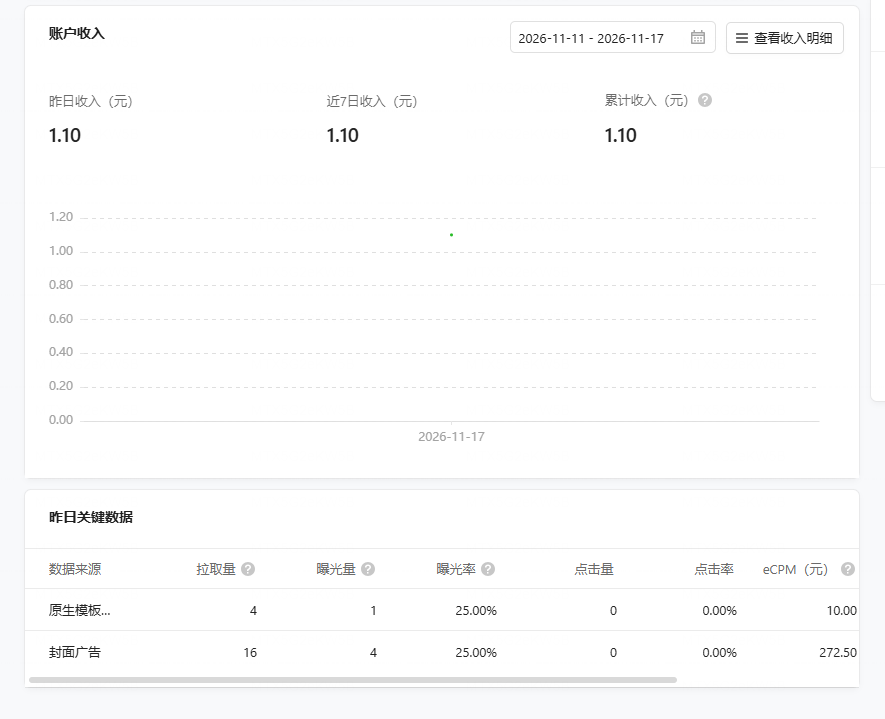 账户收入
2026-11-11 - 2026-11-17
查看收入明细
昨日收入（元）
近7日收入（元）
累计收入（元） ?
1.10
1.10
1.10
1.20
1.00
0.80
0.60
0.40
0.20
0.00
2026-11-17
昨日关键数据
数据来源 拉取量 ? 曝光量 ? 曝光率 ? 点击量 点击率 eCPM（元） ?
原生模板... 4 1 25.00% 0 0.00% 10.00
封面广告 16 4 25.00% 0 0.00% 272.50